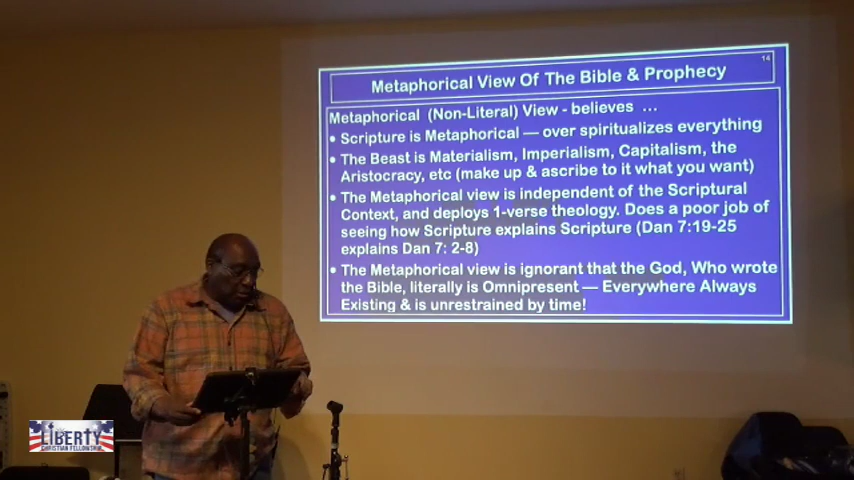 14
Metaphorical View Of The Bible & Prophecy
Metaphorical (Non-Literal) View - believes ...
• Scripture is Metaphorical — over spiritualizes everything
• The Beast is Materialism, Imperialism, Capitalism, the
Aristocracy, etc (make up & ascribe to it what you want)
• The Metaphorical view is independent of the Scriptural
Context, and deploys 1-verse theology. Does a poor job of
seeing how Scripture explains Scripture (Dan 7:19-25
explains Dan 7: 2-8)
• The Metaphorical view is ignorant that the God, Who wrote
the Bible, literally is Omnipresent — Everywhere Always
Existing & is unrestrained by time!
LIBERTY
CHRISTIAN FELLOWSHIP